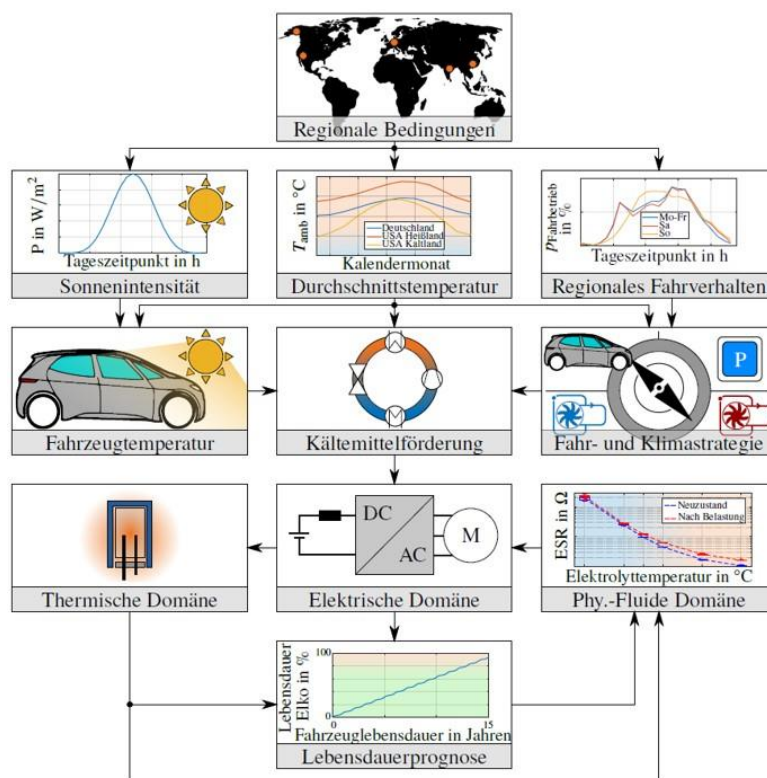 Regionale Bedingungen
P in W/m²
Tageszeitpunkt in h
Sonnenintensität
T_amb in °C
Deutschland
USA Heißland
USA Kaltland
Kalendermonat
Durchschnittstemperatur
p_Fahrbetrieb
in %
Mo-Fr
Sa
So
Tageszeitpunkt in h
Regionales Fahrverhalten
Fahrzeugtemperatur
Kältemittelförderung
P
Fahr- und Klimastrategie
Thermische Domäne
DC
AC
M
Elektrische Domäne
ESR in Ω
Neuzustand
Nach Belastung
Elektrolyttemperatur in °C
Phy.-Fluide Domäne
Lebensdauer
Elko in %
100
0
0
15
Fahrzeuglebensdauer in Jahren
Lebensdauerprognose